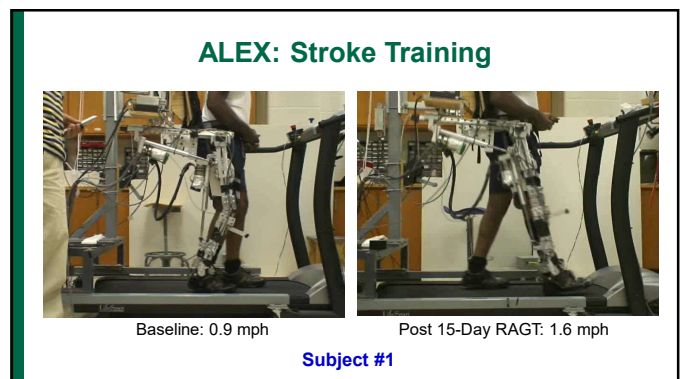 ALEX: Stroke Training
Baseline: 0.9 mph
Post 15-Day RAGT: 1.6 mph
Subject #1